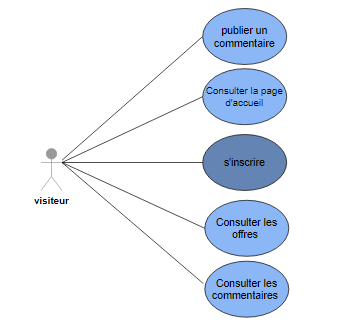 publier un
commentaire
Consulter la page
d'accueil
s'inscrire
visiteur
Consulter les
offres
Consulter les
commentaires